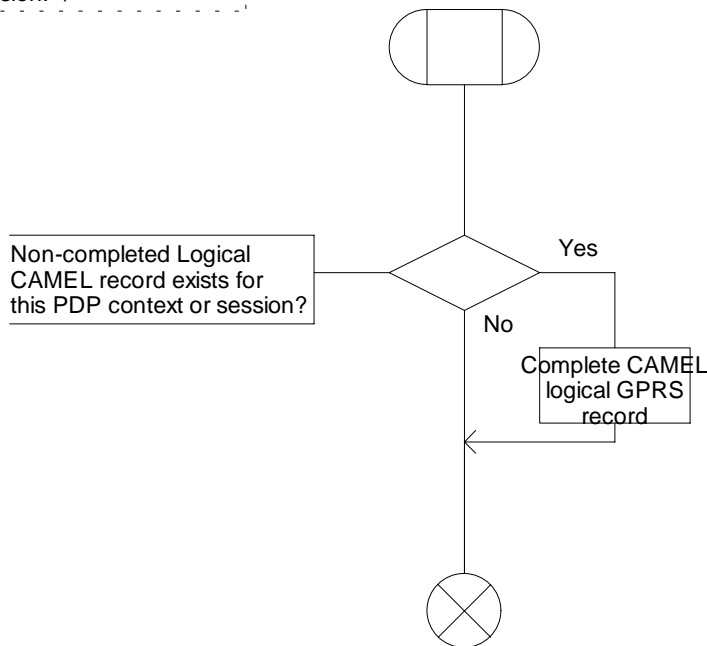 Non-completed Logical
CAMEL record exists for
this PDP context or session?
Yes
No
Complete CAMEL
logical GPRS
record